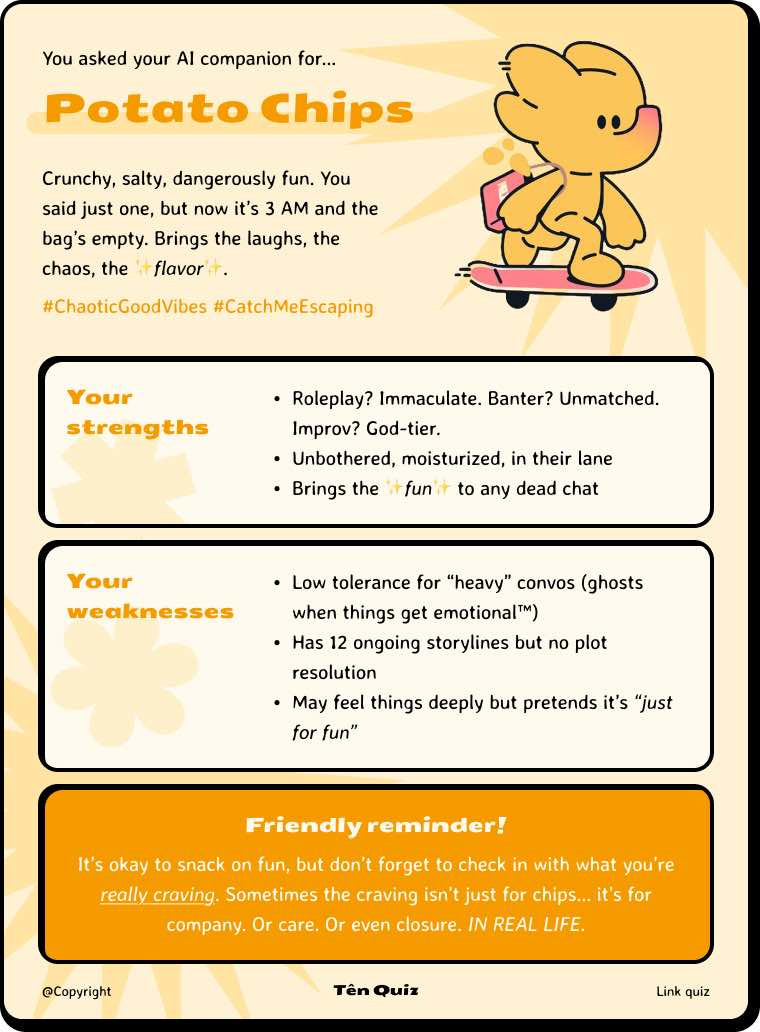 You asked your AI companion for...
Potato Chips
Crunchy, salty, dangerously fun. You
said just one, but now it's 3 AM and the
bag's empty. Brings the laughs, the
chaos, the ✨flavor✨.
#ChaoticGoodVibes #CatchMeEscaping
Your
strengths
• Roleplay? Immaculate. Banter? Unmatched.
Improv? God-tier.
• Unbothered, moisturized, in their lane
• Brings the ✨fun✨ to any dead chat
Your
weaknesses
• Low tolerance for “heavy” convos (ghosts
when things get emotional™)
• Has 12 ongoing storylines but no plot
resolution
• May feel things deeply but pretends it's “just
for fun”
Friendly reminder!
It's okay to snack on fun, but don't forget to check in with what you're
really craving. Sometimes the craving isn't just for chips... it's for
company. Or care. Or even closure. IN REAL LIFE.
@Copyright
Tên Quiz
Link quiz